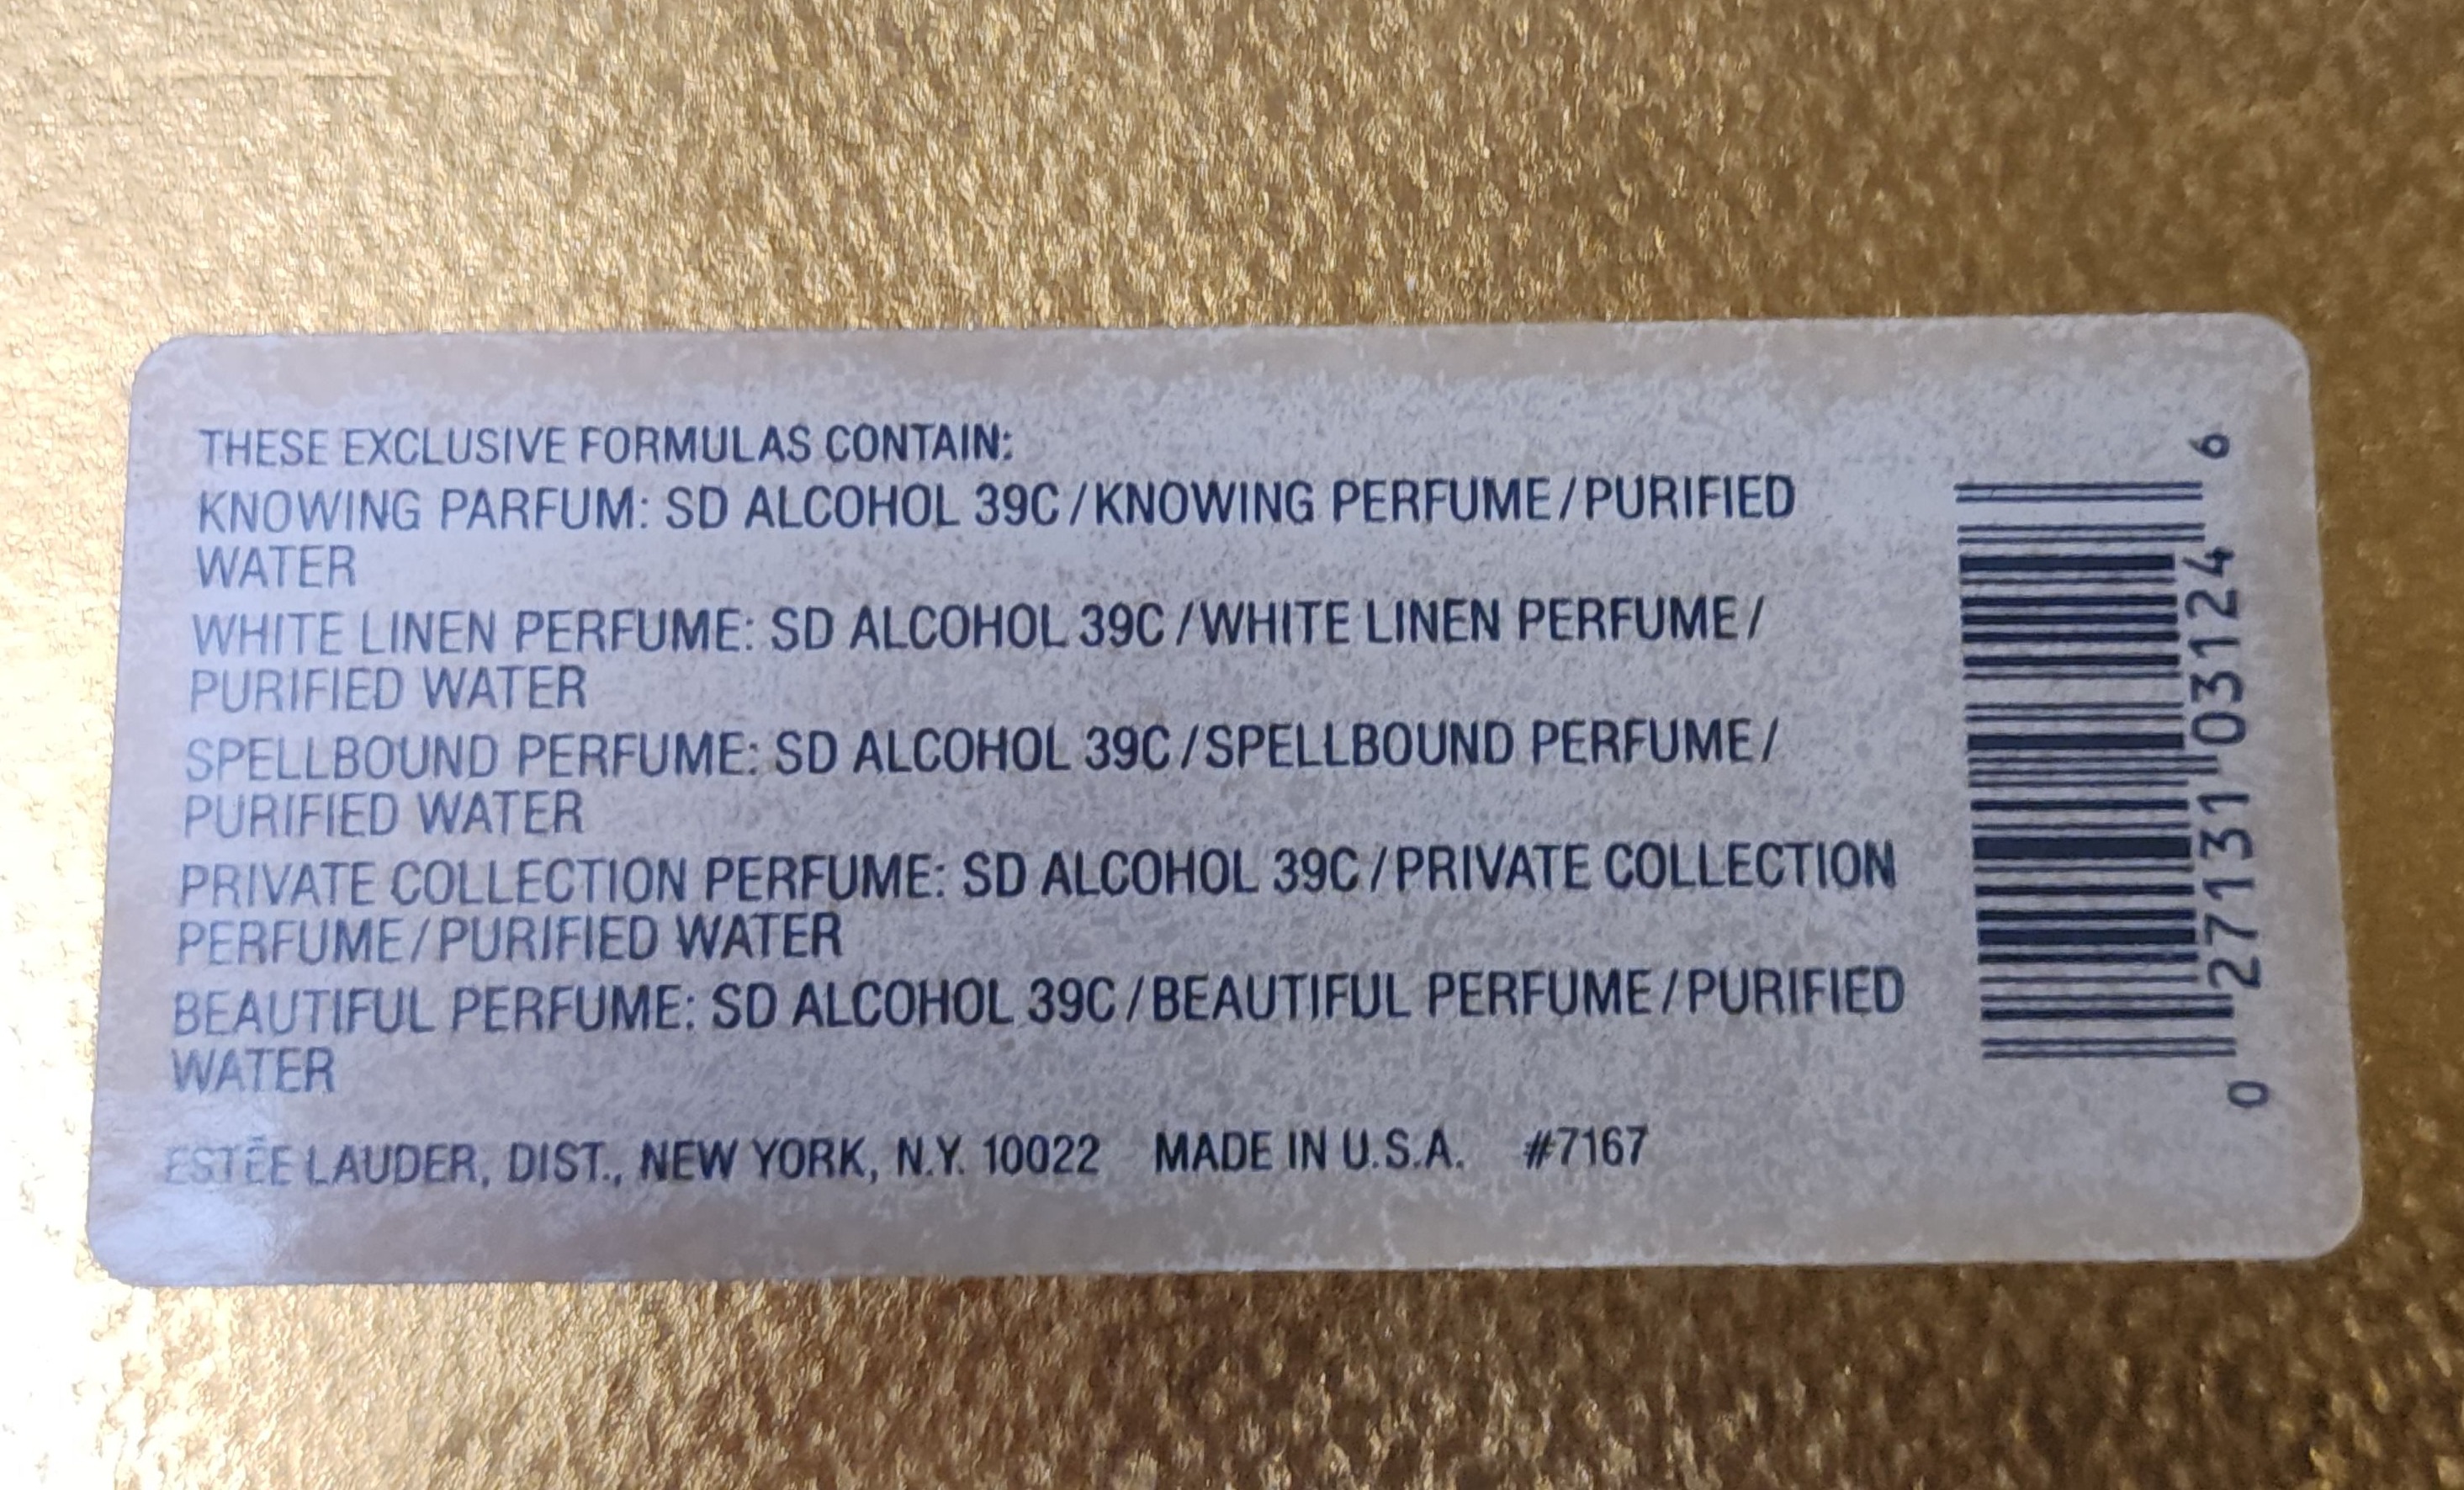 THESE EXCLUSIVE FORMULAS CONTAIN:
KNOWING PARFUM: SD ALCOHOL 39C/KNOWING PERFUME/PURIFIED
WATER
WHITE LINEN PERFUME: SD ALCOHOL 39C/WHITE LINEN PERFUME/
PURIFIED WATER
SPELLBOUND PERFUME: SD ALCOHOL 39C/SPELLBOUND PERFUME/
PURIFIED WATER
PRIVATE COLLECTION PERFUME: SD ALCOHOL 39C/PRIVATE COLLECTION
PERFUME/PURIFIED WATER
BEAUTIFUL PERFUME: SD ALCOHOL 39C/BEAUTIFUL PERFUME/PURIFIED
WATER
ESTĒE LAUDER, DIST., NEW YORK, N.Y. 10022 MADE IN U.S.A. #7167
0 27131 03124 6